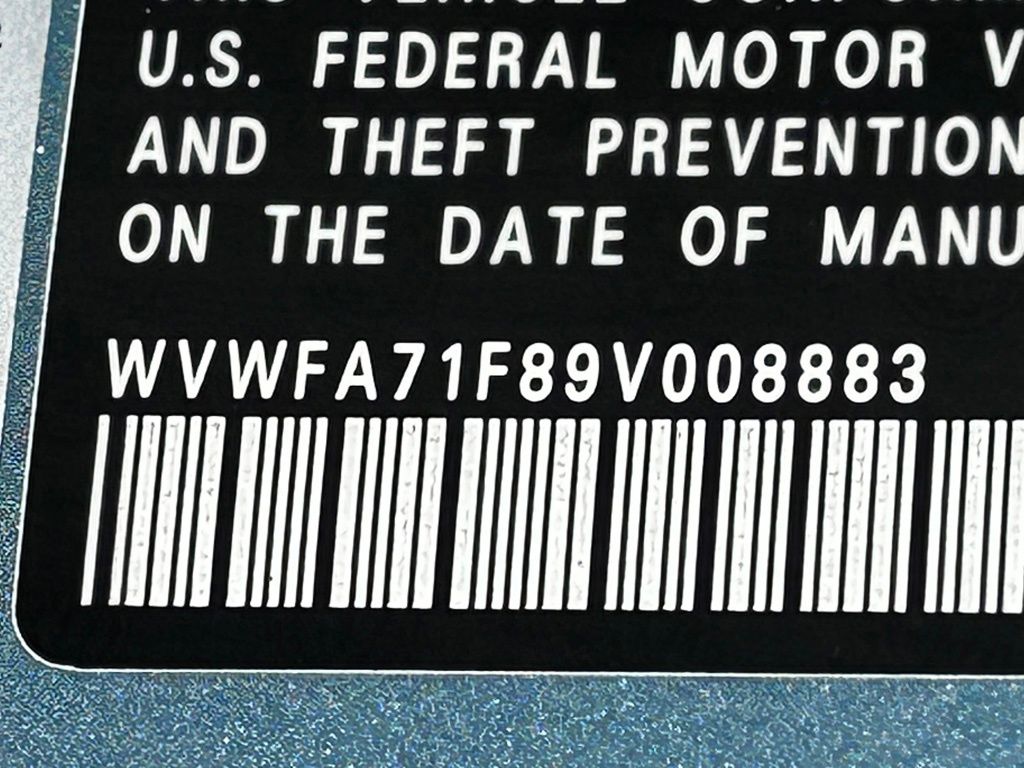 U.S. FEDERAL MOTOR V
AND THEFT PREVENTION
ON THE DATE OF MANU
WVWFA71F89V008883